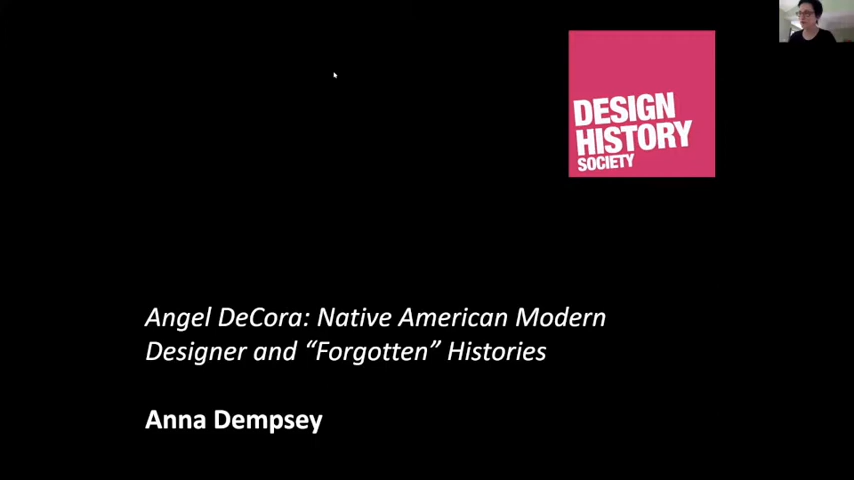 DESIGN
HISTORY
SOCIETY
Angel DeCora: Native American Modern
Designer and “Forgotten” Histories
Anna Dempsey